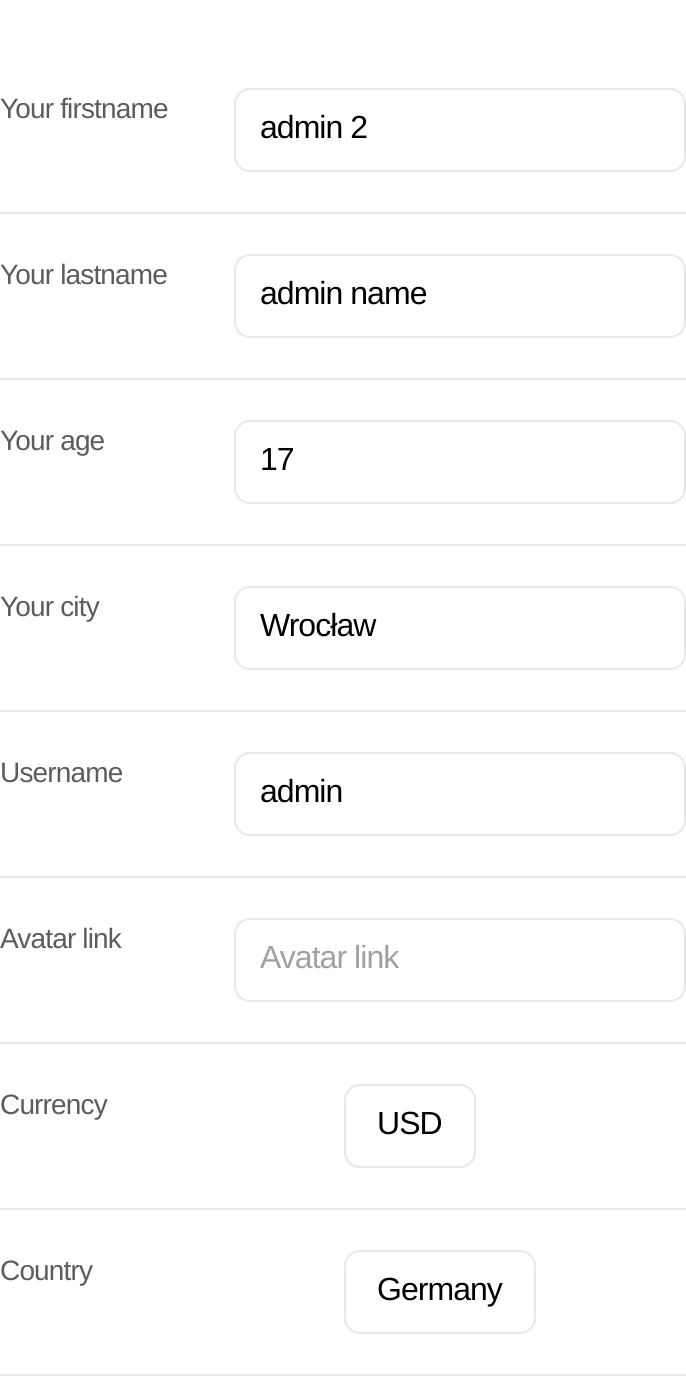 Your firstname
admin 2
Your lastname
admin name
Your age
17
Your city
Wrocław
Username
admin
Avatar link
Avatar link
Currency
USD
Country
Germany